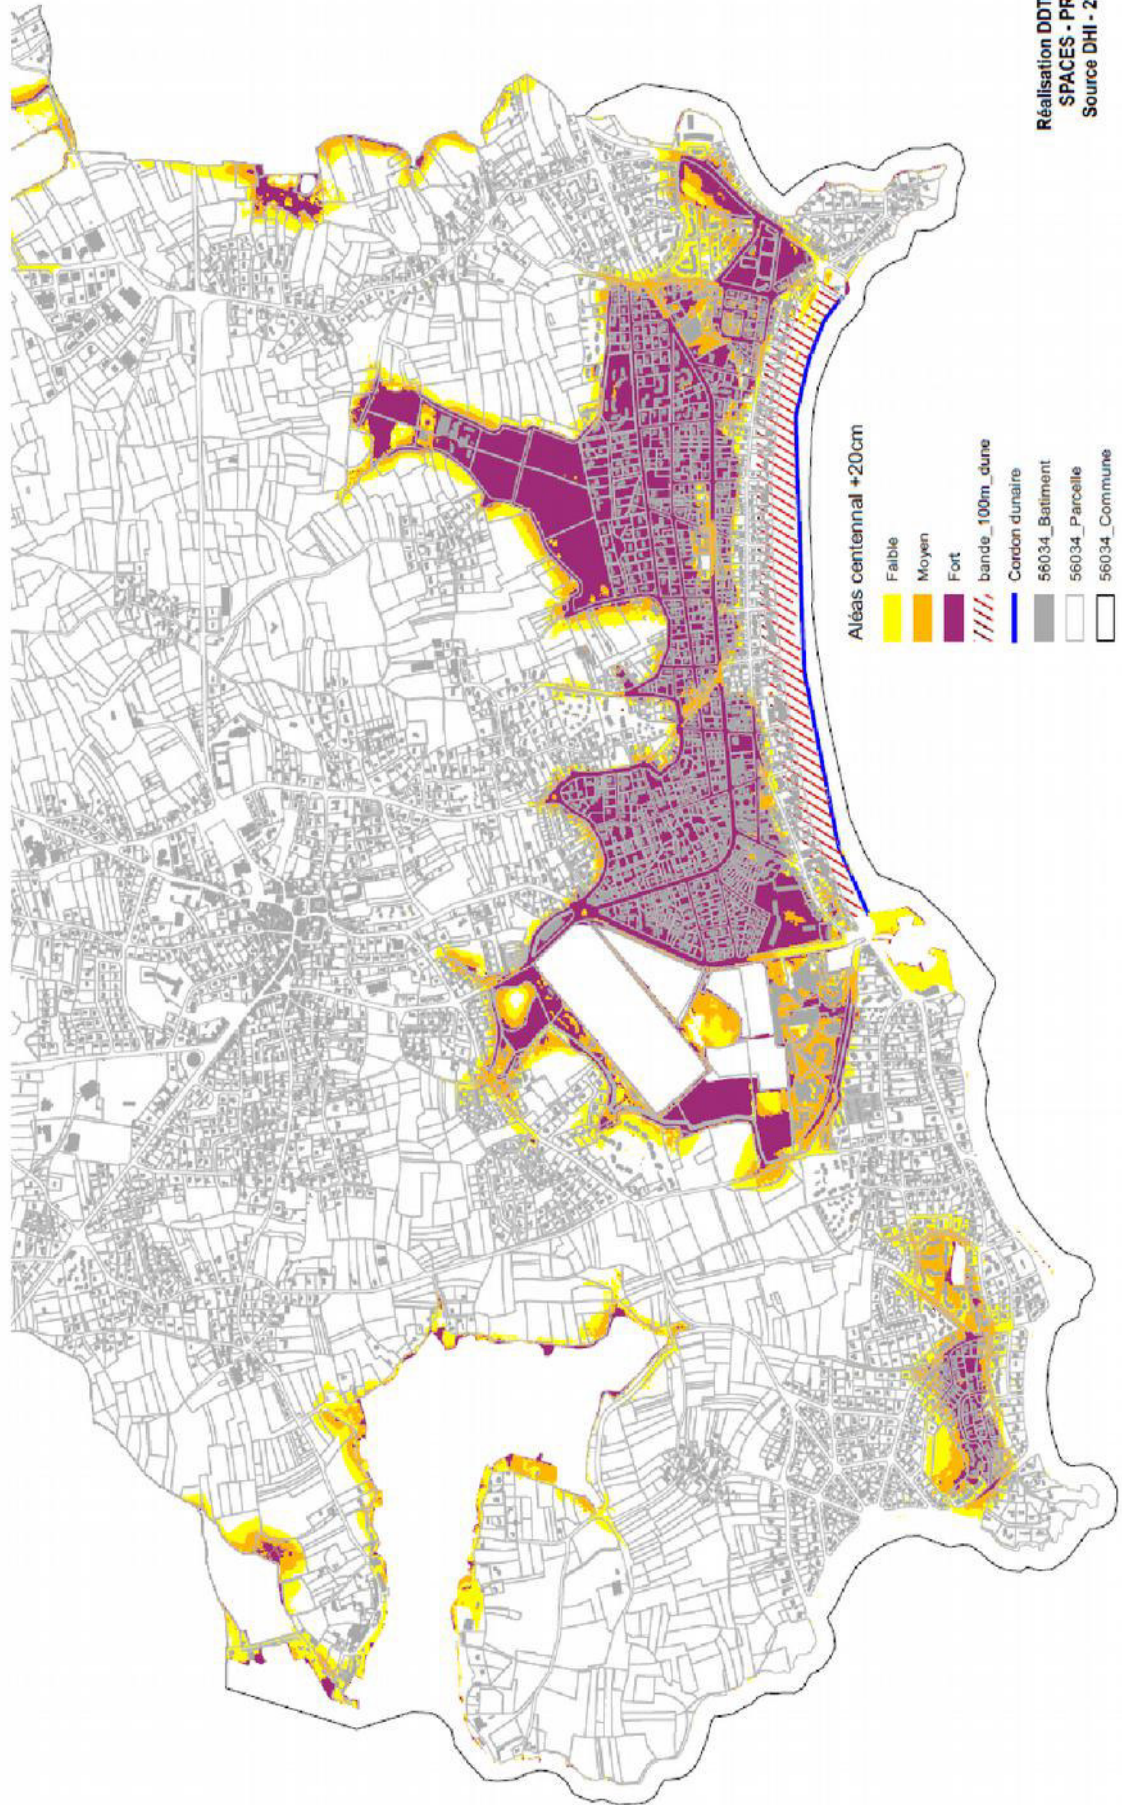 Réalisation DDT
SPACES - PR
Source DHI - 2
Aléas centennal +20cm
Faible
Moyen
Fort
bande_100m_dune
Cordon dunaire
56034_Batiment
56034_Parcelle
56034_Commune